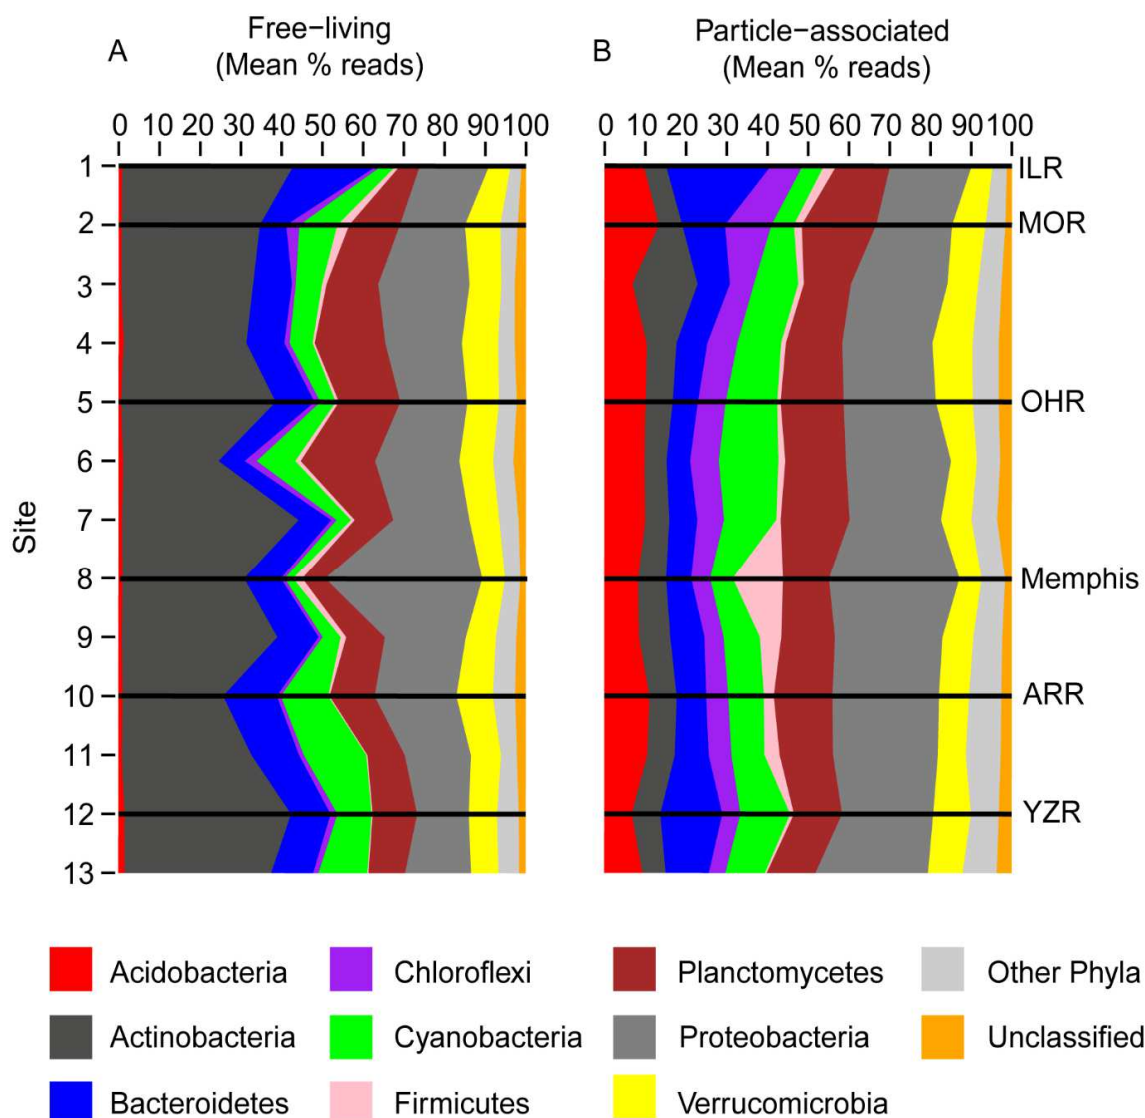 A
Free−living
(Mean % reads)
B
Particle−associated
(Mean % reads)
0 10 20 30 40 50 60 70 80 90 100
0 10 20 30 40 50 60 70 80 90 100
Site
1
2
3
4
5
6
7
8
9
10
11
12
13
ILR
MOR
OHR
Memphis
ARR
YZR
Acidobacteria
Actinobacteria
Bacteroidetes
Chloroflexi
Cyanobacteria
Firmicutes
Planctomycetes
Proteobacteria
Verrucomicrobia
Other Phyla
Unclassified